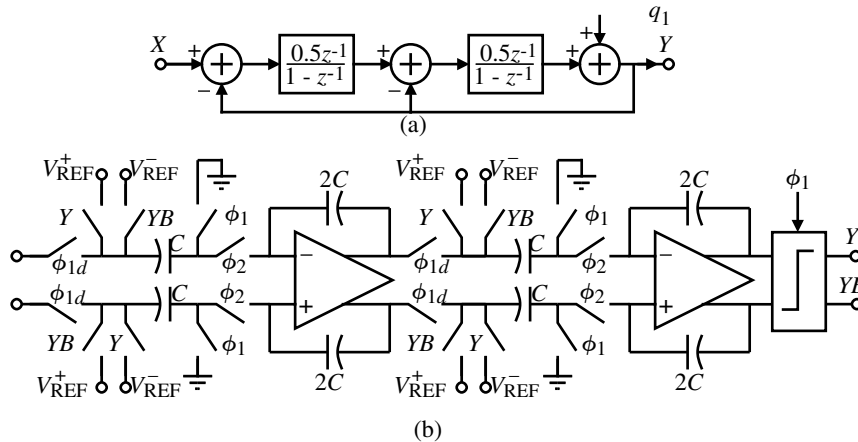 X + + 0.5z⁻¹ / 1 - z⁻¹ + + 0.5z⁻¹ / 1 - z⁻¹ + + q₁ Y
− −
(a)
V⁺REF V⁻REF 2C V⁺REF V⁻REF 2C ϕ₁
Y YB ϕ₁ Y YB ϕ₁
ϕ₁d C ϕ₂ − ϕ₁d C ϕ₂ − Y
ϕ₁d C ϕ₂ + ϕ₁d C ϕ₂ + YB
YB Y ϕ₁ YB Y ϕ₁
V⁺REF V⁻REF 2C V⁺REF V⁻REF 2C
(b)